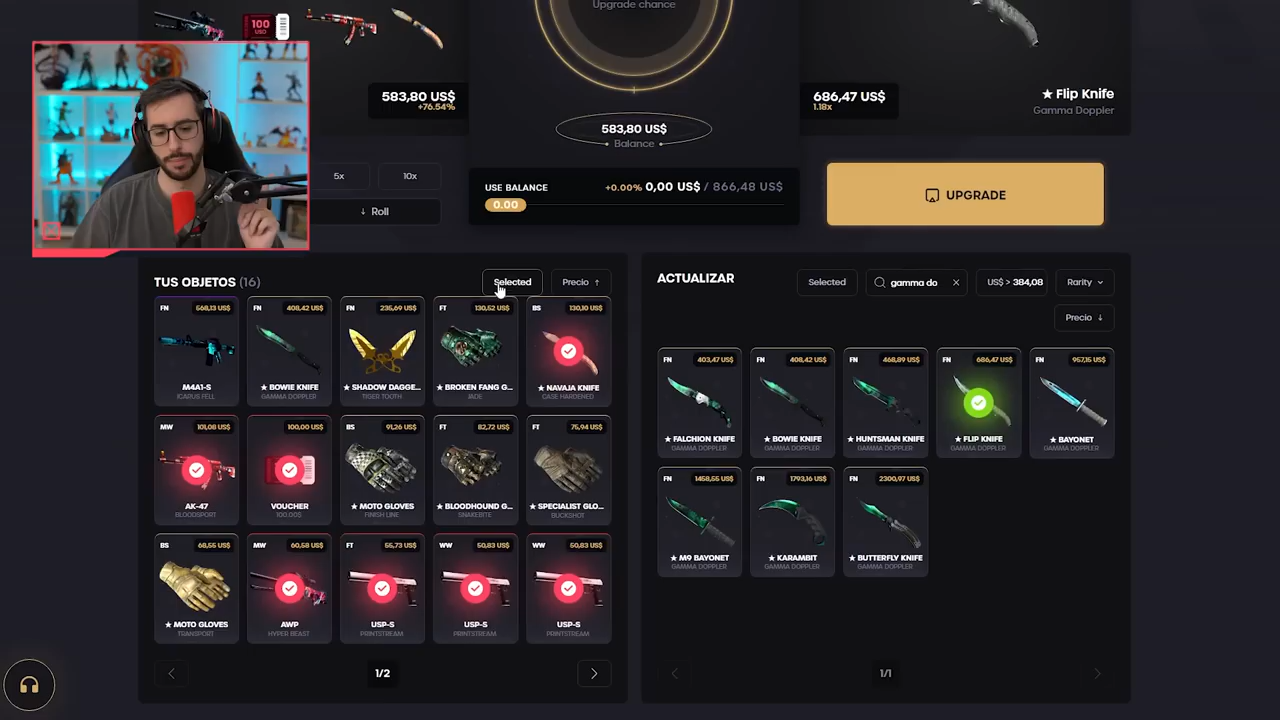 Upgrade chance
100
USD
583,80 US$
+76.54%
583,80 US$
Balance
686,47 US$
1.18x
★ Flip Knife
Gamma Doppler
5x
10x
↓ Roll
USE BALANCE
+0.00% 0,00 US$ / 866,48 US$
0.00
UPGRADE
TUS OBJETOS (16)
Selected
Precio ↑
FN 568,13 US$
M4A1-S
ICARUS FELL
FN 408,42 US$
★ BOWIE KNIFE
GAMMA DOPPLER
FN 235,69 US$
★ SHADOW DAGGE...
TIGER TOOTH
FT 130,52 US$
★ BROKEN FANG G...
JADE
BS 130,10 US$
★ NAVAJA KNIFE
CASE HARDENED
MW 101,08 US$
AK-47
BLOODSPORT
100,00 US$
VOUCHER
100.00$
BS 91,26 US$
★ MOTO GLOVES
FINISH LINE
FT 82,72 US$
★ BLOODHOUND G...
SNAKEBITE
FT 75,94 US$
★ SPECIALIST GLO...
BUCKSHOT
BS 68,55 US$
★ MOTO GLOVES
TRANSPORT
MW 60,58 US$
AWP
HYPER BEAST
FT 55,73 US$
USP-S
PRINTSTREAM
WW 50,83 US$
USP-S
PRINTSTREAM
WW 50,83 US$
USP-S
PRINTSTREAM
1/2
ACTUALIZAR
Selected
gamma do
US$ > 384,08
Rarity
Precio ↓
FN 403,47 US$
★ FALCHION KNIFE
GAMMA DOPPLER
FN 408,42 US$
★ BOWIE KNIFE
GAMMA DOPPLER
FN 468,89 US$
★ HUNTSMAN KNIFE
GAMMA DOPPLER
FN 686,47 US$
★ FLIP KNIFE
GAMMA DOPPLER
FN 957,15 US$
★ BAYONET
GAMMA DOPPLER
FN 1458,55 US$
★ M9 BAYONET
GAMMA DOPPLER
FN 1793,16 US$
★ KARAMBIT
GAMMA DOPPLER
FN 2300,97 US$
★ BUTTERFLY KNIFE
GAMMA DOPPLER
1/1